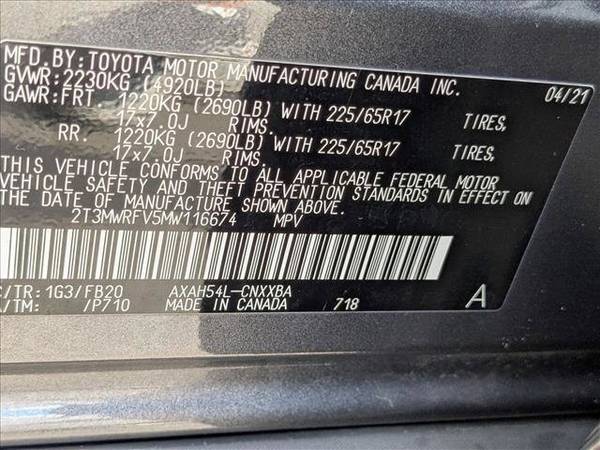 MFD.BY:TOYOTA MOTOR MANUFACTURING CANADA INC.
GVWR:2230KG (4920LB) 04/21
GAWR:FRT. 1220KG (2690LB) WITH 225/65R17 TIRES,
17x7.0J RIMS.
RR. 1220KG (2690LB) WITH 225/65R17 TIRES,
17x7.0J RIMS.
THIS VEHICLE CONFORMS TO ALL APPLICABLE FEDERAL MOTOR
VEHICLE SAFETY AND THEFT PREVENTION STANDARDS IN EFFECT
ON THE DATE OF MANUFACTURE SHOWN ABOVE.
2T3MWRFV5MW116674 MPV
C/TR:1G3/FB20 AXAH54L-CNXXBA
A/TM: /P710 MADE IN CANADA 718 A